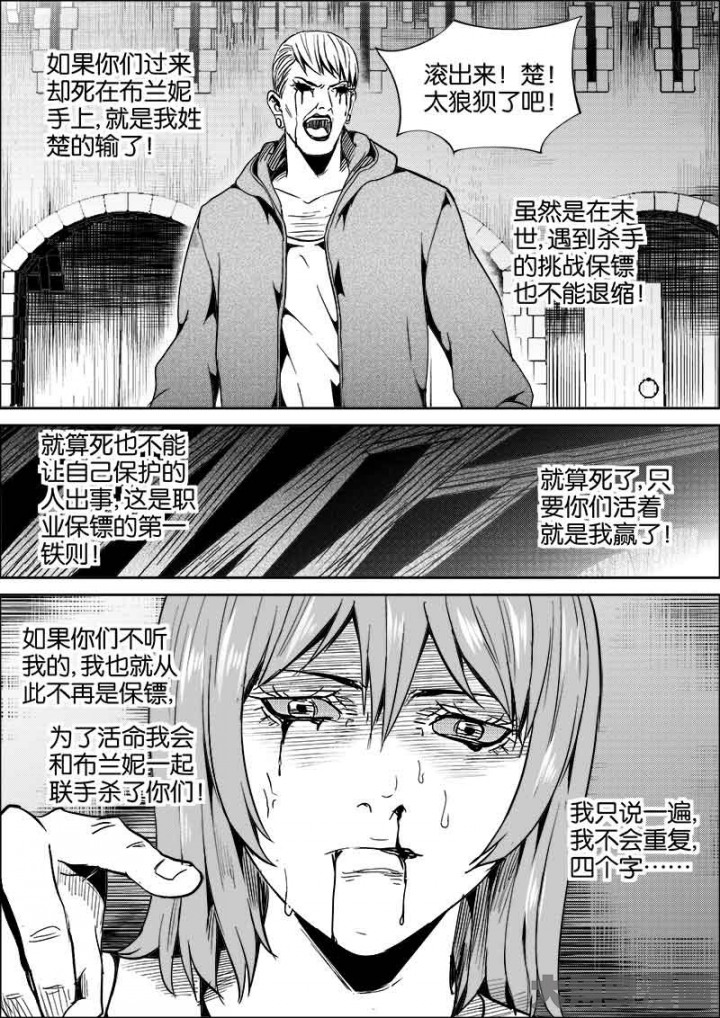 如果你们过来
却死在布兰妮
手上,就是我姓
楚的输了!
滚出来!楚!
太狼狈了吧!
虽然是在末
世,遇到杀手
的挑战保镖
也不能退缩!
就算死也不能
让自己保护的
人出事,这是职
业保镖的第一
铁则!
就算死了,只
要你们活着
就是我赢了!
如果你们不听
我的,我也就从
此不再是保镖,
为了活命我会
和布兰妮一起
联手杀了你们!
我只说一遍,
我不会重复,
四个字……